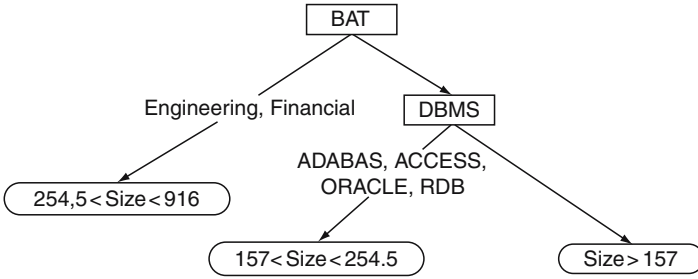 BAT
Engineering, Financial
DBMS
ADABAS, ACCESS,
ORACLE, RDB
254,5<Size<916
157<Size<254.5
Size>157